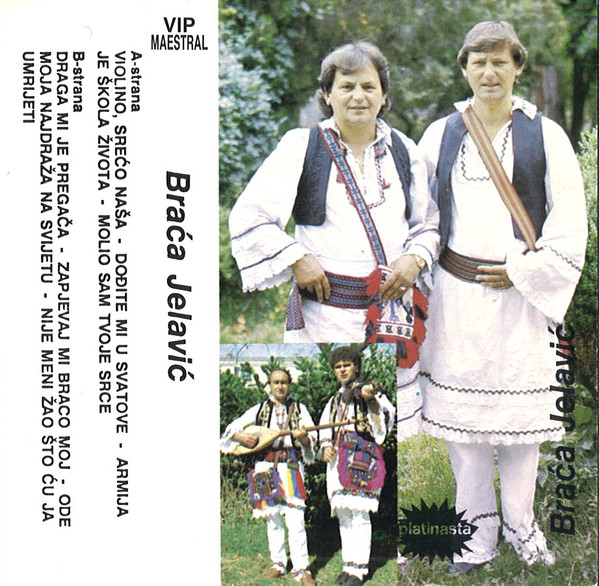 VIP
MAESTRAL
Braća Jelavić
A-strana
VIOLINO, SREĆO NAŠA - DOĐITE MI U SVATOVE - ARMIJA
JE ŠKOLA ŽIVOTA - MOLIO SAM TVOJE SRCE
B-strana
DRAGA MI JE PREGAČA - ZAPJEVAJ MI BRACO MOJ - ODE
MOJA NAJDRAŽA NA SVIJETU - NIJE MENI ŽAO ŠTO ĆU JA
UMRIJETI
Braća Jelavić
platinasta